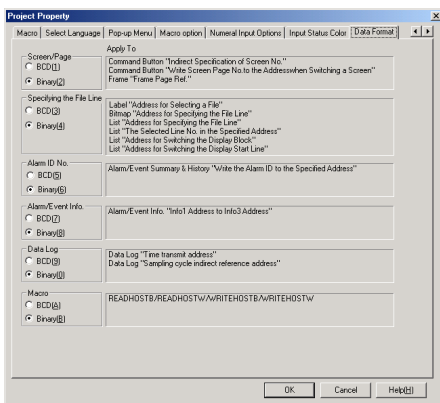 Project Property
Macro | Select Language | Pop-up Menu | Macro option | Numeral Input Options | Input Status Color | Data Format
Apply To
Screen/Page
BCD(1)
Binary(2)
Command Button "Indirect Specification of Screen No."
Command Button "Write Screen Page No.to the Addresswhen Switching a Screen"
Frame "Frame Page Ref."
Specifying the File Line
BCD(3)
Binary(4)
Label "Address for Selecting a File"
Bitmap "Address for Specifying the File Line"
List "Address for Specifying the File Line"
List "The Selected Line No. in the Specified Address"
List "Address for Switching the Display Block"
List "Address for Switching the Display Start Line"
Alarm ID No.
BCD(5)
Binary(6)
Alarm/Event Summary & History "Write the Alarm ID to the Specified Address"
Alarm/Event Info.
BCD(7)
Binary(8)
Alarm/Event Info. "Info1 Address to Info3 Address"
Data Log
BCD(9)
Binary(0)
Data Log "Time transmit address"
Data Log "Sampling cycle indirect reference address"
Macro
BCD(A)
Binary(B)
READHOSTB/READHOSTW/WRITEHOSTB/WRITEHOSTW
OK
Cancel
Help(H)